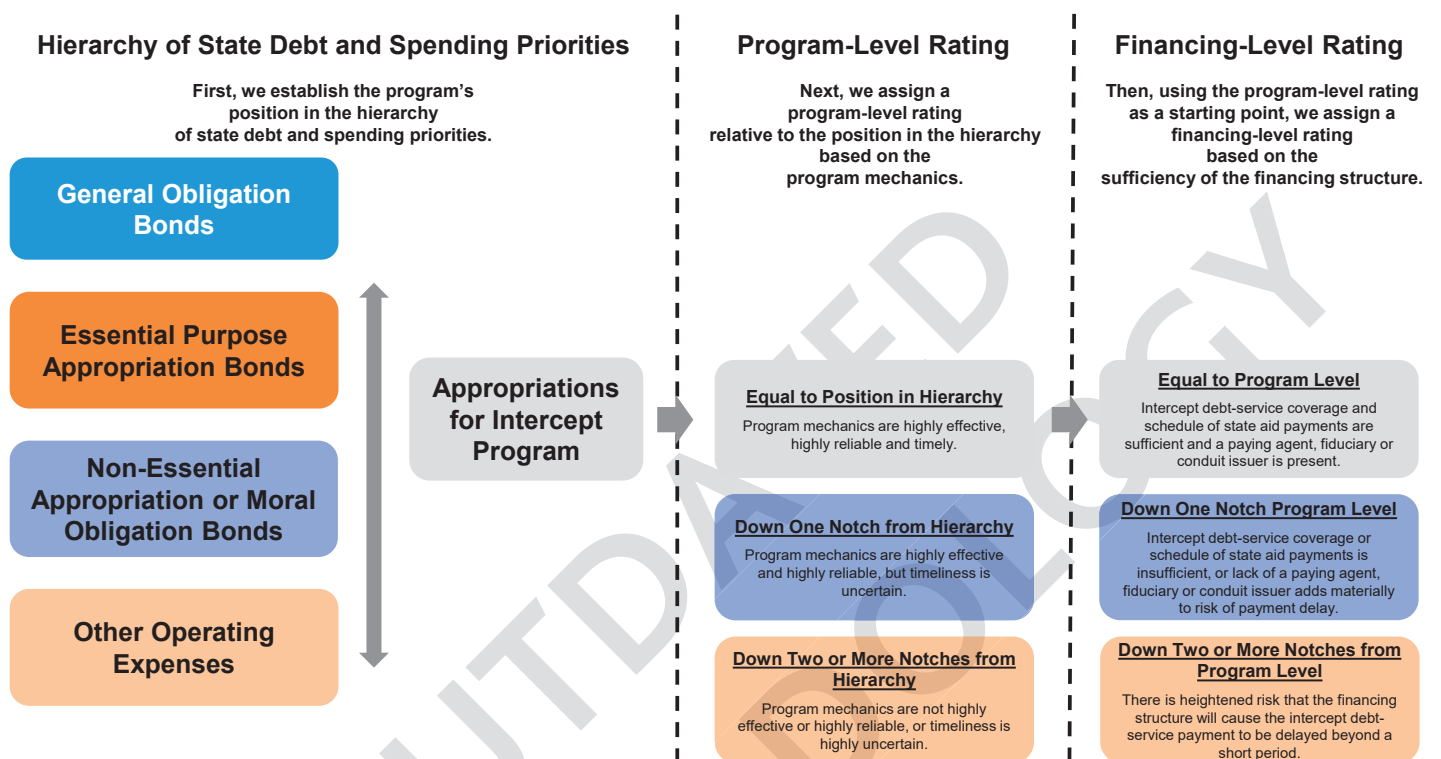 Hierarchy of State Debt and Spending Priorities
First, we establish the program's
position in the hierarchy
of state debt and spending priorities.
General Obligation
Bonds
Essential Purpose
Appropriation Bonds
Non-Essential
Appropriation or Moral
Obligation Bonds
Other Operating
Expenses
Appropriations
for Intercept
Program
Program-Level Rating
Next, we assign a
program-level rating
relative to the position in the hierarchy
based on the
program mechanics.
Equal to Position in Hierarchy
Program mechanics are highly effective,
highly reliable and timely.
Down One Notch from Hierarchy
Program mechanics are highly effective
and highly reliable, but timeliness is
uncertain.
Down Two or More Notches from
Hierarchy
Program mechanics are not highly
effective or highly reliable, or timeliness is
highly uncertain.
Financing-Level Rating
Then, using the program-level rating
as a starting point, we assign a
financing-level rating
based on the
sufficiency of the financing structure.
Equal to Program Level
Intercept debt-service coverage and
schedule of state aid payments are
sufficient and a paying agent, fiduciary or
conduit issuer is present.
Down One Notch Program Level
Intercept debt-service coverage or
schedule of state aid payments is
insufficient, or lack of a paying agent,
fiduciary or conduit issuer adds materially
to risk of payment delay.
Down Two or More Notches from
Program Level
There is heightened risk that the financing
structure will cause the intercept debt-
service payment to be delayed beyond a
short period.